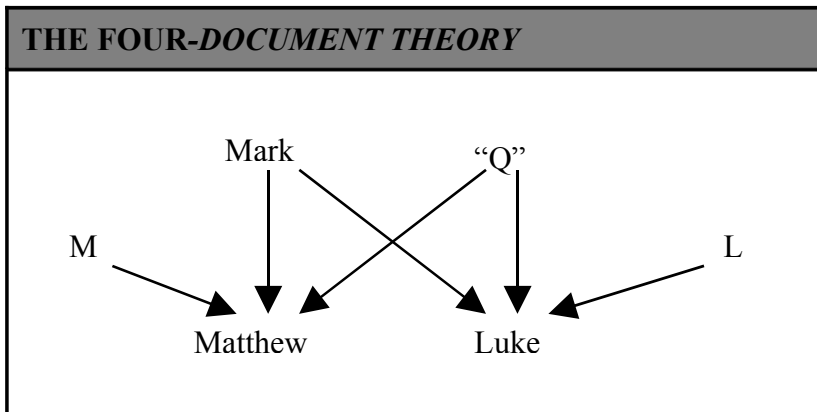 THE FOUR-DOCUMENT THEORY
Mark “Q”
M L
Matthew Luke